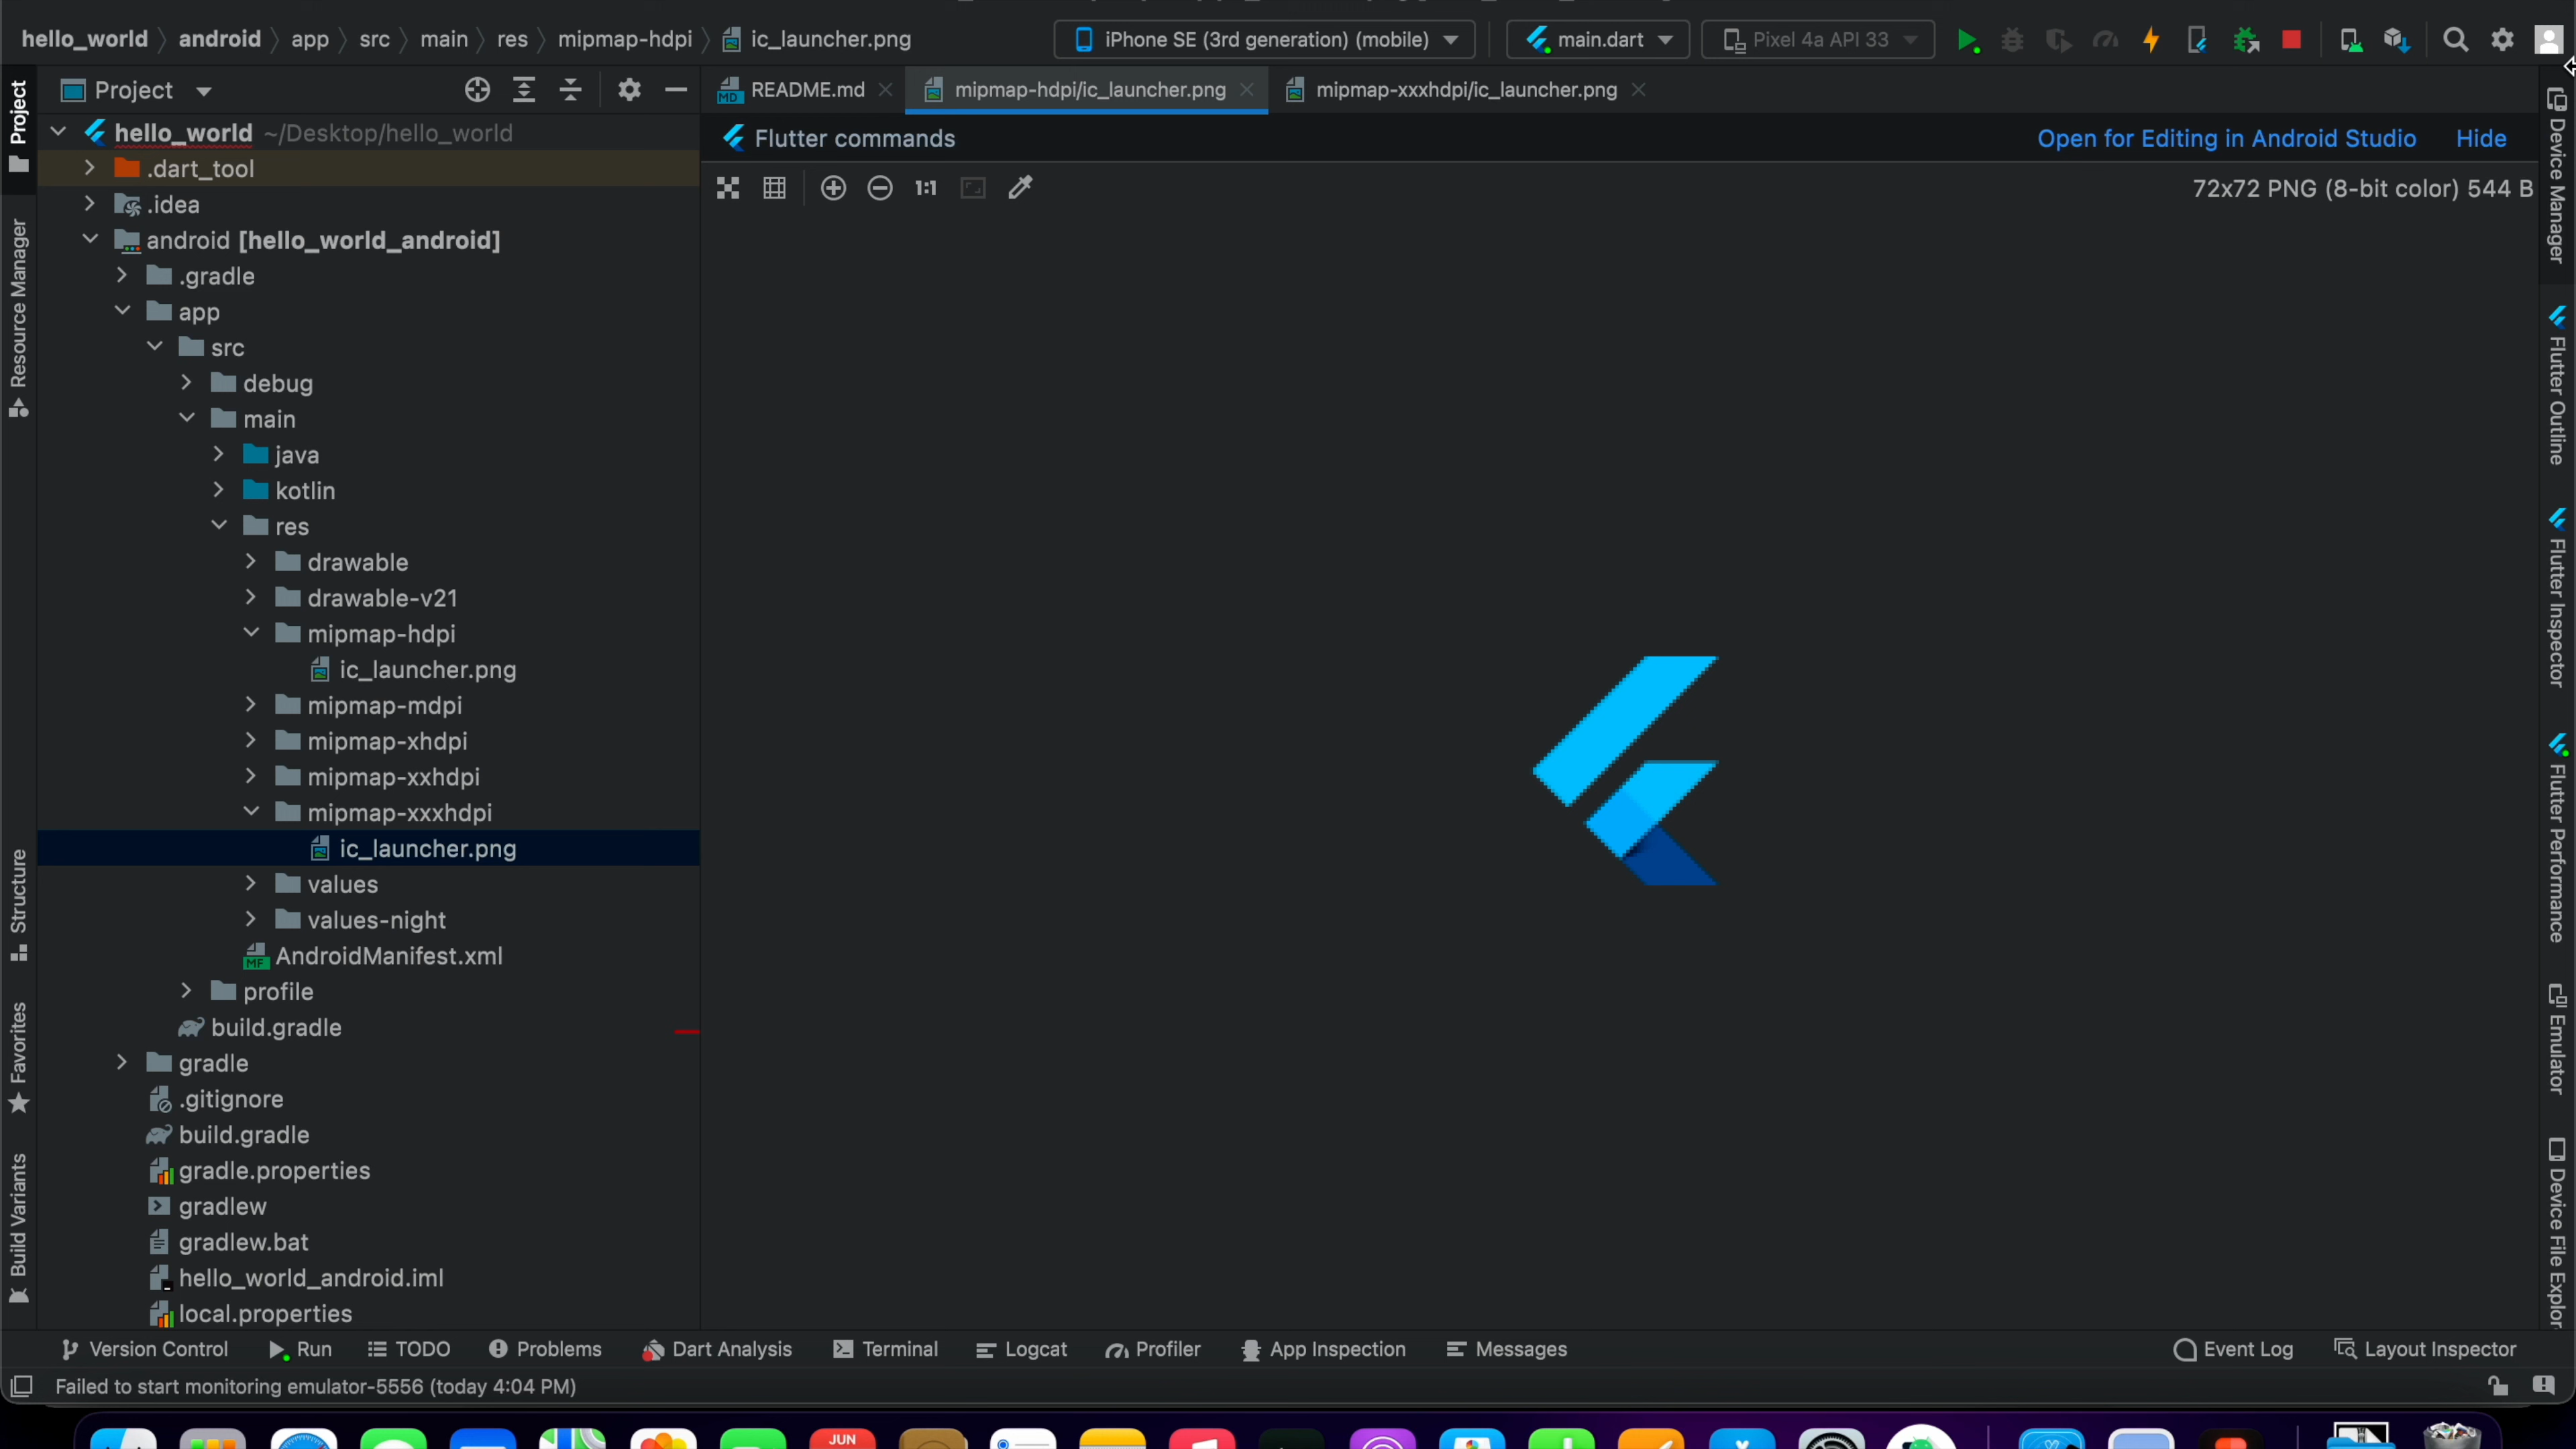 hello_world android app src main res mipmap-hdpi ic_launcher.png iPhone SE (3rd generation) (mobile) main.dart Pixel 4a API 33
Project README.md mipmap-hdpi/ic_launcher.png mipmap-xxxhdpi/ic_launcher.png
hello_world ~/Desktop/hello_world
Flutter commands Open for Editing in Android Studio Hide
.dart_tool
72x72 PNG (8-bit color) 544 B
1:1
.idea
android [hello_world_android]
.gradle
app
src
debug
main
java
kotlin
res
drawable
drawable-v21
mipmap-hdpi
ic_launcher.png
mipmap-mdpi
mipmap-xhdpi
mipmap-xxhdpi
mipmap-xxxhdpi
ic_launcher.png
values
values-night
MF AndroidManifest.xml
profile
build.gradle
gradle
.gitignore
build.gradle
gradle.properties
gradlew
gradlew.bat
hello_world_android.iml
local.properties
Project
Resource Manager
Structure
Favorites
Build Variants
Device Manager
Flutter Outline
Flutter Inspector
Flutter Performance
Emulator
Device File Explor
Version Control Run TODO Problems Dart Analysis Terminal Logcat Profiler App Inspection Messages Event Log Layout Inspector
Failed to start monitoring emulator-5556 (today 4:04 PM)
JUN